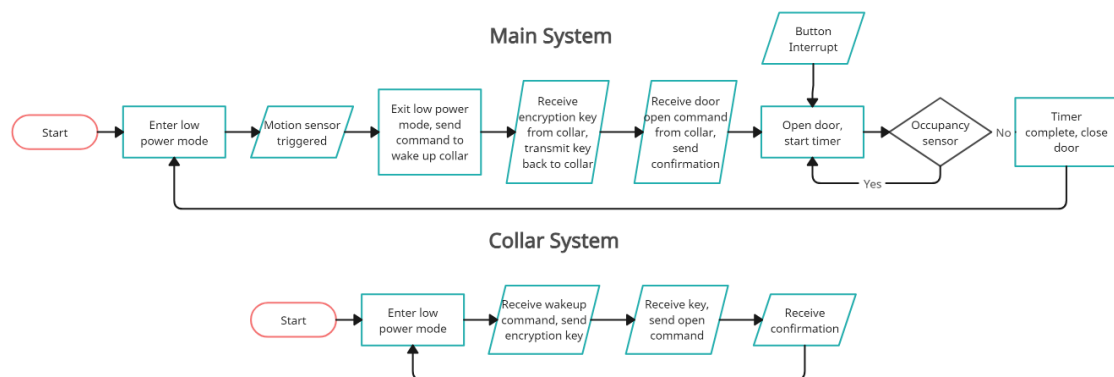 Main System
Button
Interrupt
Start
Enter low
power mode
Motion sensor
triggered
Exit low power
mode, send
command to
wake up collar
Receive
encryption key
from collar,
transmit key
back to collar
Receive door
open command
from collar,
send
confirmation
Open door,
start timer
Occupancy
sensor
No
Timer
complete, close
door
Yes
Collar System
Start
Enter low
power mode
Receive wakeup
command, send
encryption key
Receive key,
send open
command
Receive
confirmation